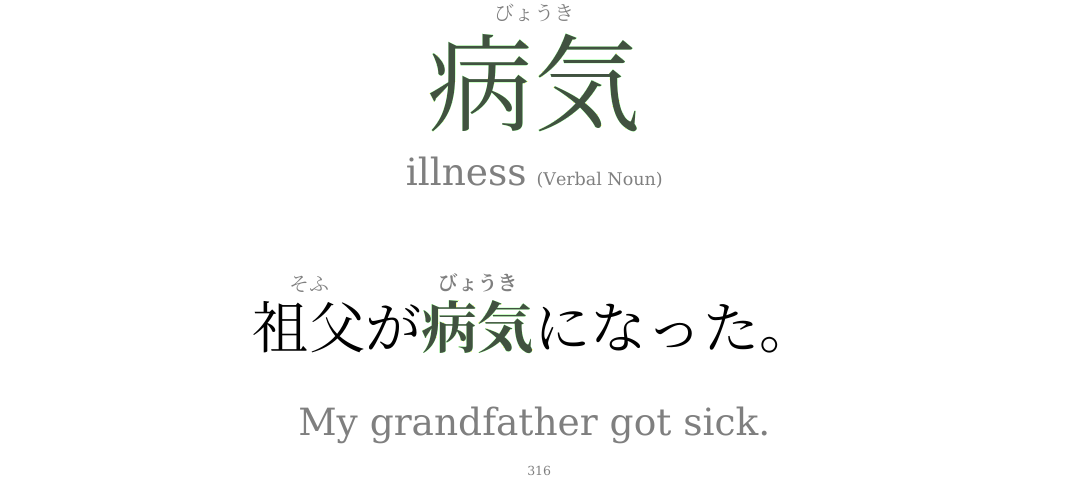 びょうき
病気
illness (Verbal Noun)
そふ びょうき
祖父が病気になった。
My grandfather got sick.
316